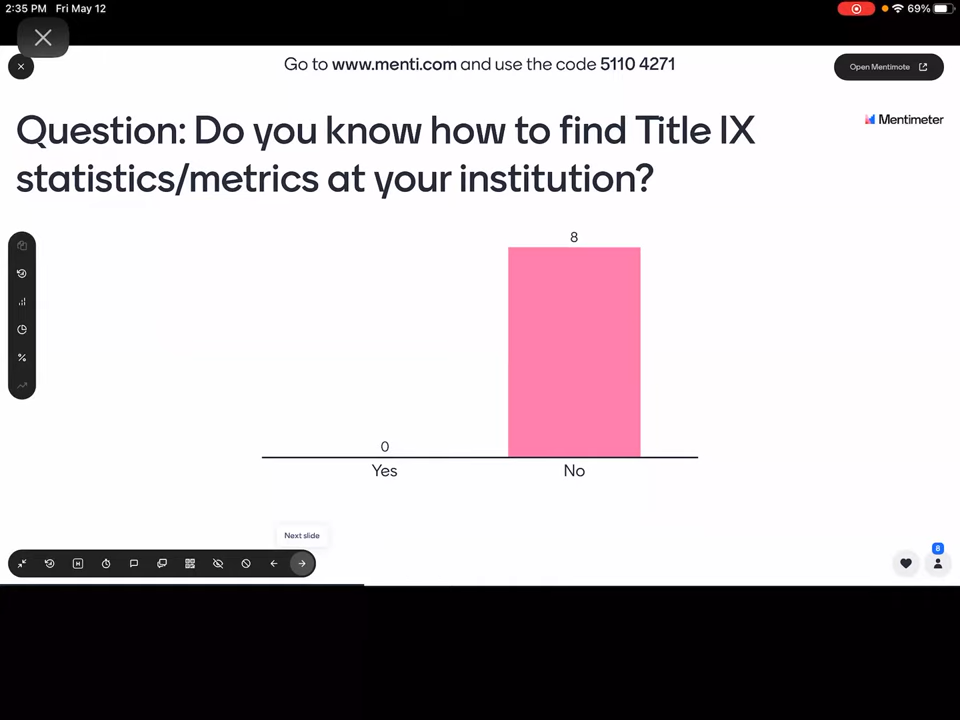 2:35 PM Fri May 12
69%
Go to www.menti.com and use the code 5110 4271
Open Mentimote
Question: Do you know how to find Title IX
statistics/metrics at your institution?
Mentimeter
8
0
Yes
No
Next slide
H
8